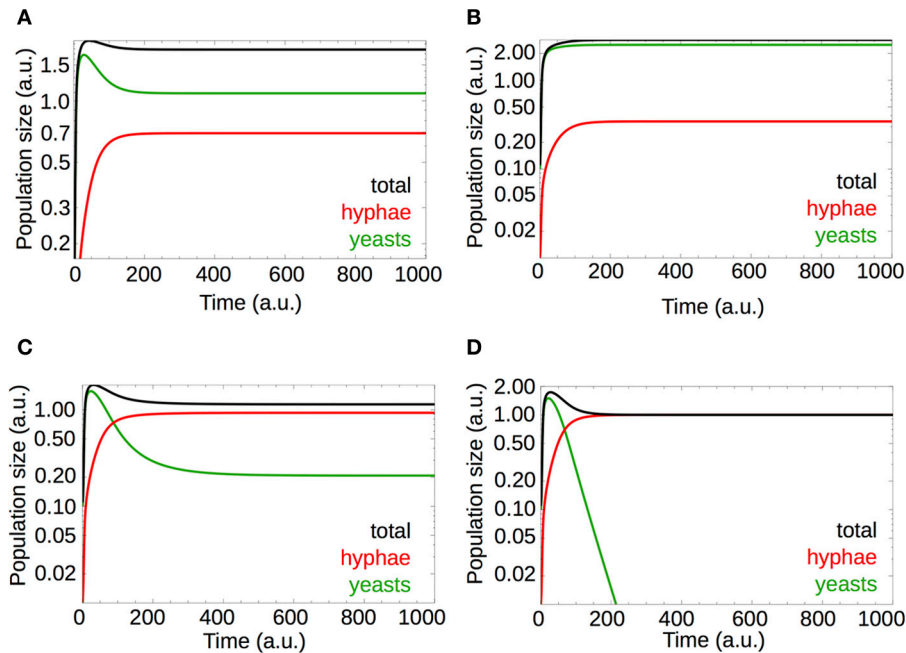 A
Population size (a.u.)
1.5
1.0
0.7
0.5
0.3
0.2
total
hyphae
yeasts
0 200 400 600 800 1000
Time (a.u.)
B
Population size (a.u.)
2.00
1.00
0.50
0.20
0.10
0.05
0.02
total
hyphae
yeasts
0 200 400 600 800 1000
Time (a.u.)
C
Population size (a.u.)
1.00
0.50
0.20
0.10
0.05
0.02
total
hyphae
yeasts
0 200 400 600 800 1000
Time (a.u.)
D
Population size (a.u.)
2.00
1.00
0.50
0.20
0.10
0.05
0.02
total
hyphae
yeasts
0 200 400 600 800 1000
Time (a.u.)